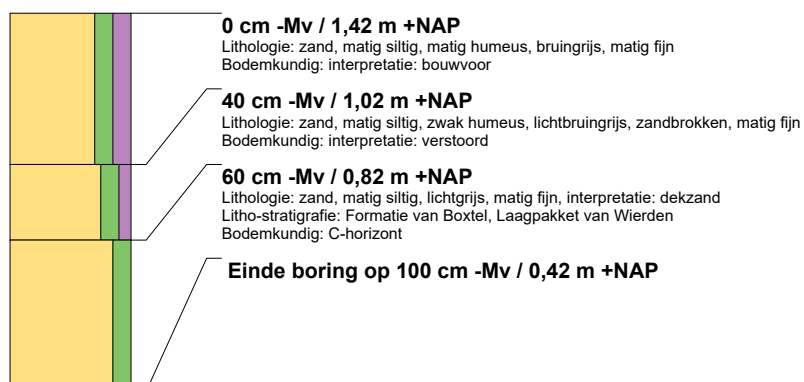 0 cm -Mv / 1,42 m +NAP
Lithologie: zand, matig siltig, matig humeus, bruingrijs, matig fijn
Bodemkundig: interpretatie: bouwvoor
40 cm -Mv / 1,02 m +NAP
Lithologie: zand, matig siltig, zwak humeus, lichtbruingrijs, zandbrokken, matig fijn
Bodemkundig: interpretatie: verstoord
60 cm -Mv / 0,82 m +NAP
Lithologie: zand, matig siltig, lichtgrijs, matig fijn, interpretatie: dekzand
Litho-stratigrafie: Formatie van Boxtel, Laagpakket van Wierden
Bodemkundig: C-horizont
Einde boring op 100 cm -Mv / 0,42 m +NAP